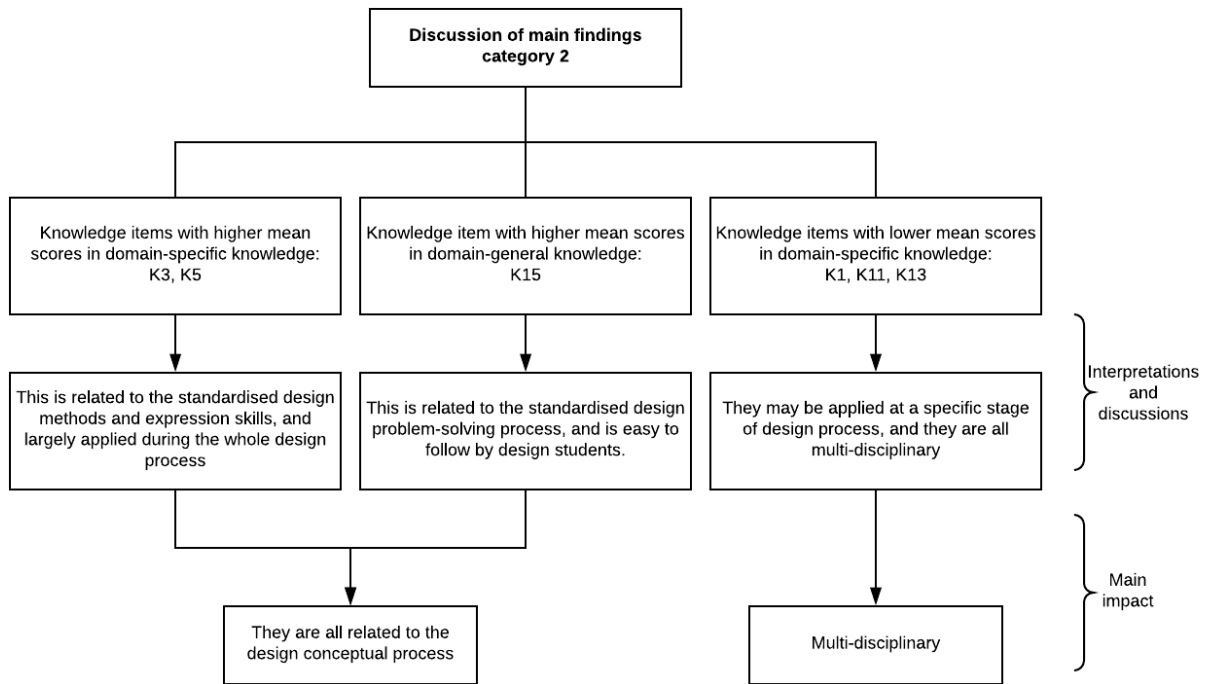 Discussion of main findings
category 2
Knowledge items with higher mean
scores in domain-specific knowledge:
K3, K5
Knowledge item with higher mean scores
in domain-general knowledge:
K15
Knowledge items with lower mean scores
in domain-specific knowledge:
K1, K11, K13
This is related to the standardised design
methods and expression skills, and
largely applied during the whole design
process
This is related to the standardised design
problem-solving process, and is easy to
follow by design students.
They may be applied at a specific stage
of design process, and they are all
multi-disciplinary
Interpretations
and
discussions
They are all related to the
design conceptual process
Multi-disciplinary
Main
impact